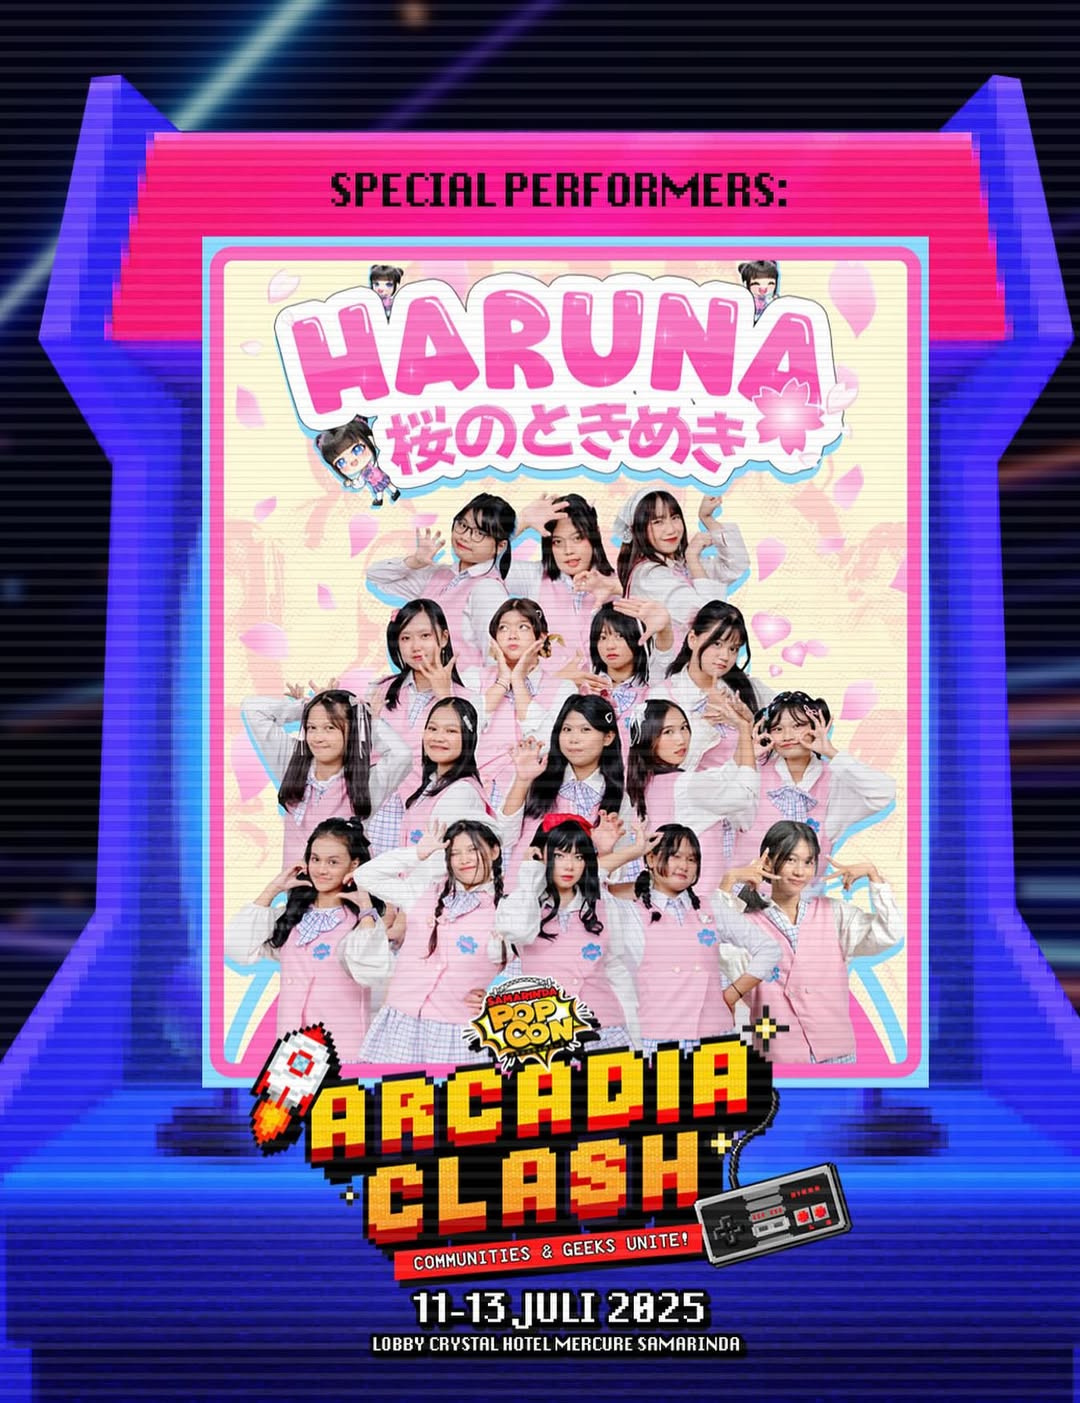 SPECIAL PERFORMERS:
HARUNA
桜のときめき
SAMARINDA
POP
CON
ARCADIA
CLASH
COMMUNITIES & GEEKS UNITE!
11-13 JULI 2025
LOBBY CRYSTAL HOTEL MERCURE SAMARINDA